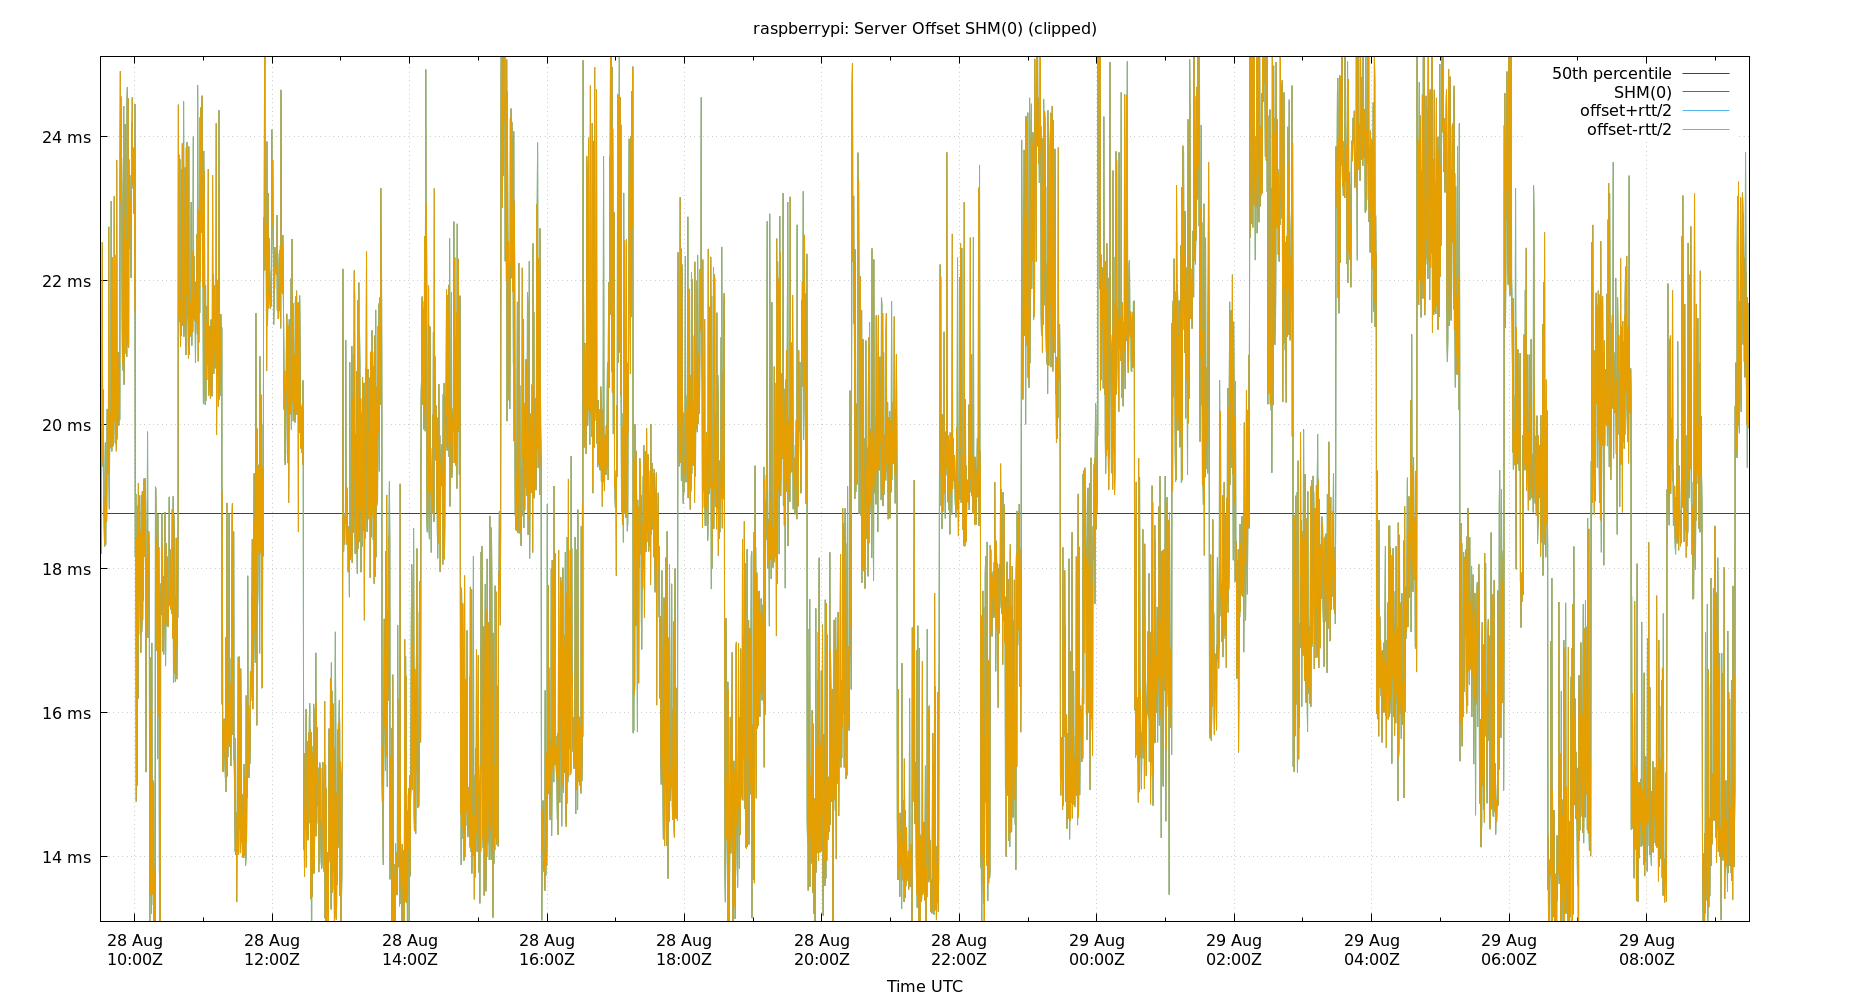 raspberrypi: Server Offset SHM(0) (clipped)
50th percentile
SHM(0)
offset+rtt/2
offset-rtt/2
24 ms
22 ms
20 ms
18 ms
16 ms
14 ms
28 Aug 28 Aug 28 Aug 28 Aug 28 Aug 28 Aug 28 Aug 29 Aug 29 Aug 29 Aug 29 Aug 29 Aug
10:00Z 12:00Z 14:00Z 16:00Z 18:00Z 20:00Z 22:00Z 00:00Z 02:00Z 04:00Z 06:00Z 08:00Z
Time UTC